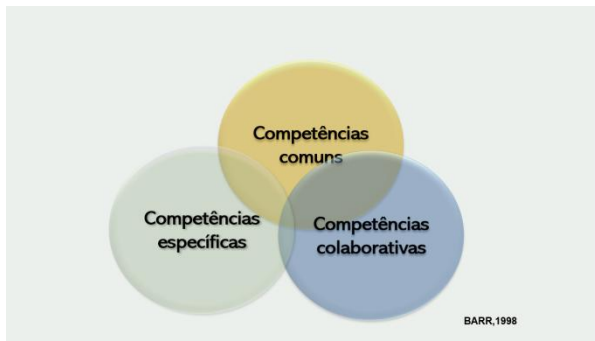 Competências
comuns
Competências
específicas
Competências
colaborativas
BARR,1998